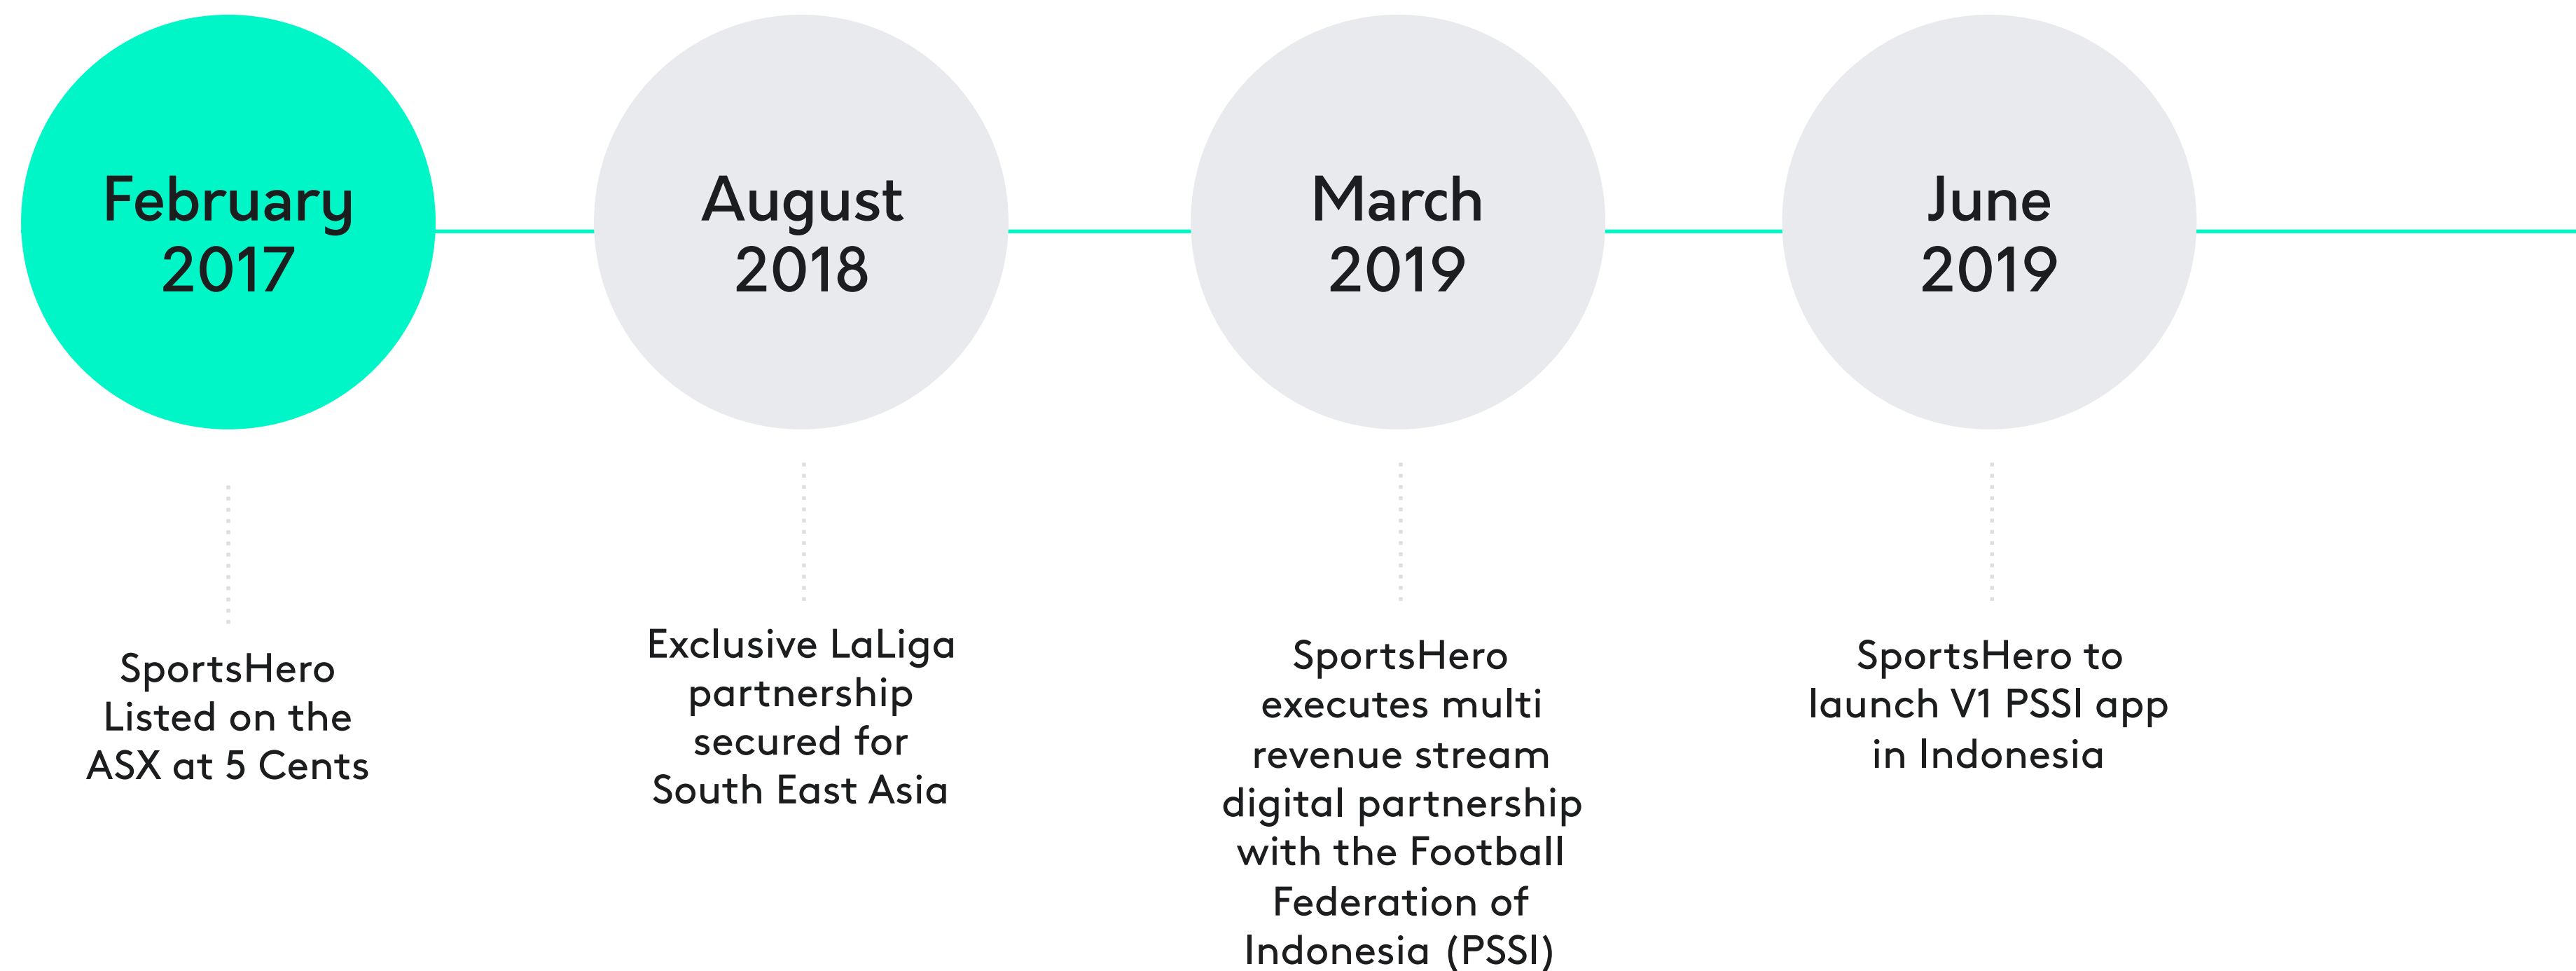 February
2017
August
2018
March
2019
June
2019
SportsHero
Listed on the
ASX at 5 Cents
Exclusive LaLiga
partnership
secured for
South East Asia
SportsHero
executes multi
revenue stream
digital partnership
with the Football
Federation of
Indonesia (PSSI)
SportsHero to
launch V1 PSSI app
in Indonesia